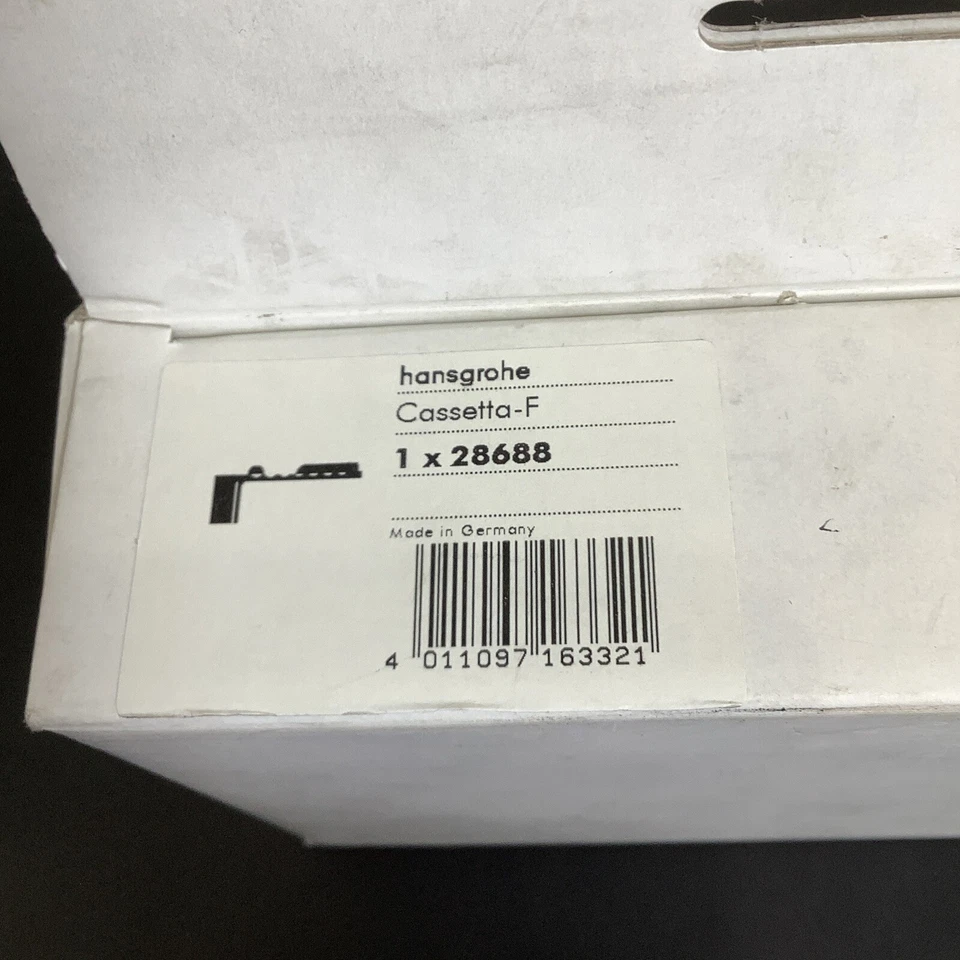 hansgrohe
Cassetta-F
1 x 28688
Made in Germany
4 011097 163321